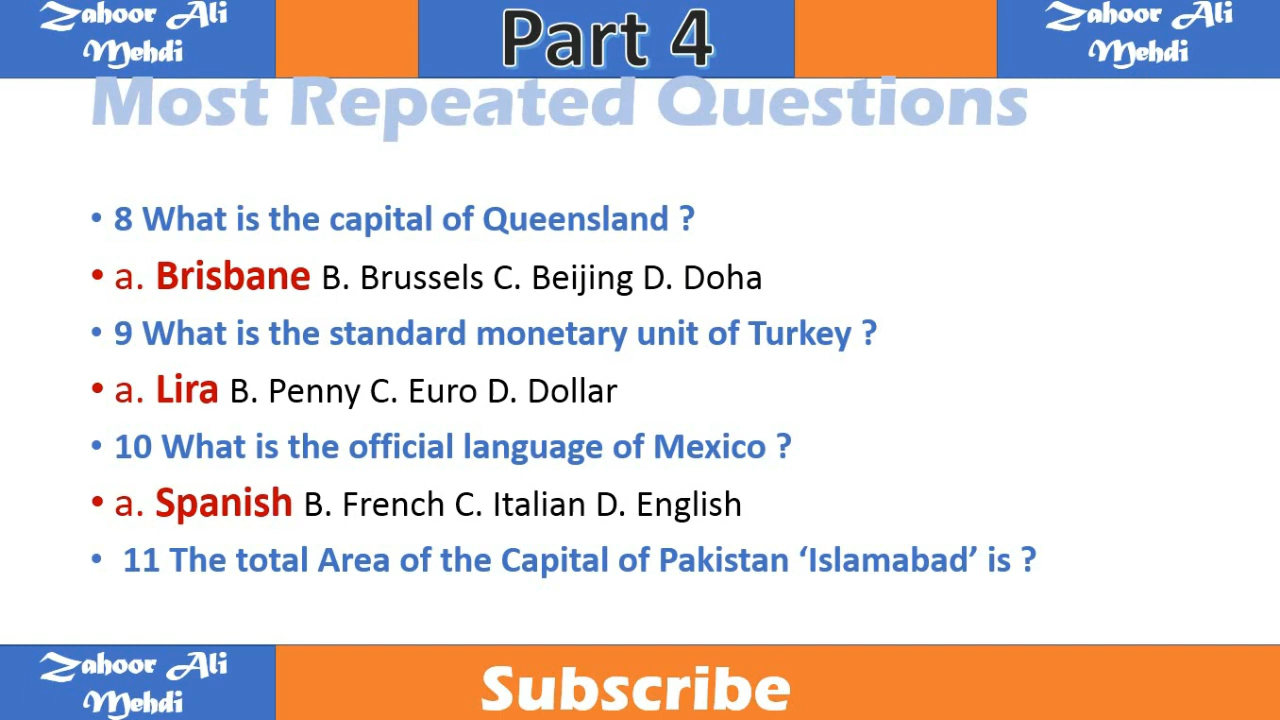 Zahoor Ali
Mehdi
Part 4
Zahoor Ali
Mehdi
Most Repeated Questions
• 8 What is the capital of Queensland ?
• a. Brisbane B. Brussels C. Beijing D. Doha
• 9 What is the standard monetary unit of Turkey ?
• a. Lira B. Penny C. Euro D. Dollar
• 10 What is the official language of Mexico ?
• a. Spanish B. French C. Italian D. English
• 11 The total Area of the Capital of Pakistan ‘Islamabad’ is ?
Zahoor Ali
Mehdi
Subscribe